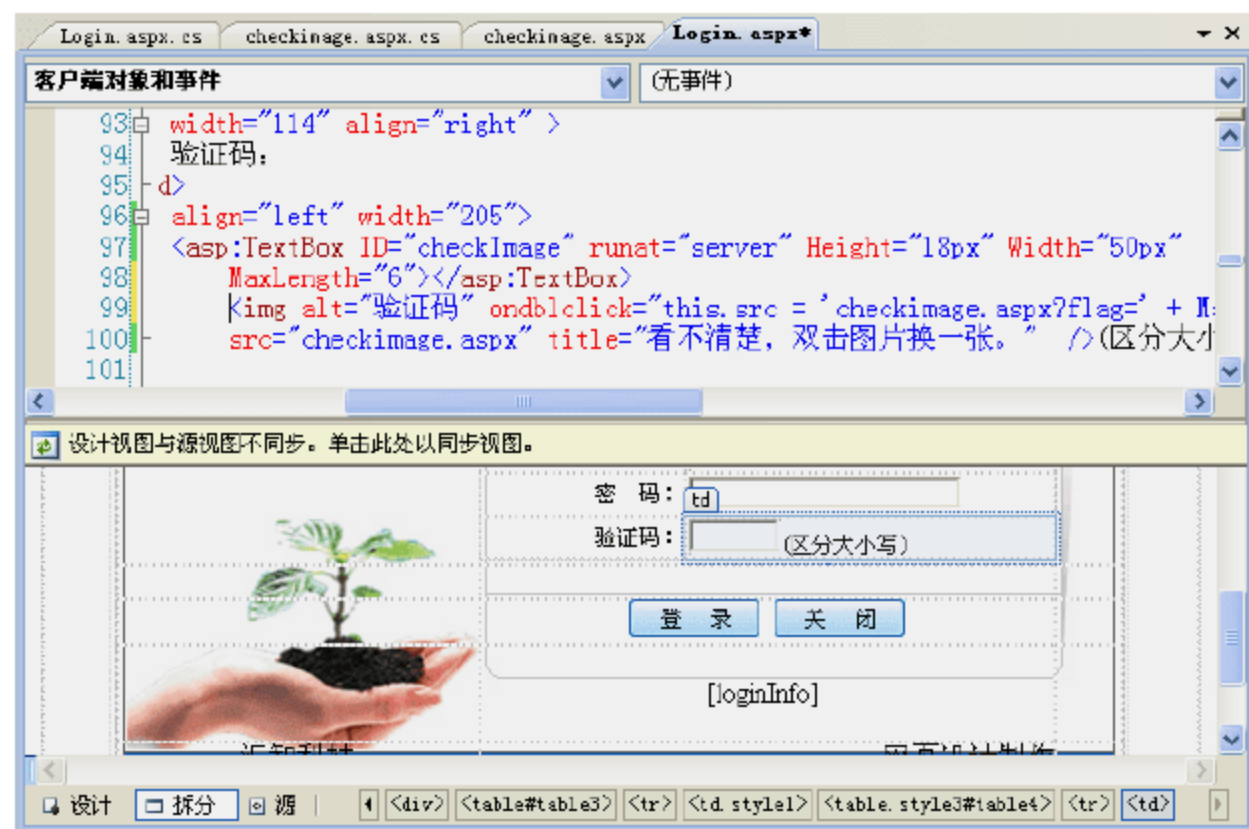 Login.aspx.cs checkinage.aspx.cs checkinage.aspx Login.aspx*
客户端对象和事件 (无事件)
93 width="114" align="right" >
94 验证码:
95 d>
96 align="left" width="205">
97 <asp:TextBox ID="checkImage" runat="server" Height="18px" Width="50px"
98 MaxLength="6"></asp:TextBox>
99 <img alt="验证码" ondblclick="this.src = 'checkimage.aspx?flag=' + M
100 src="checkimage.aspx" title="看不清楚，双击图片换一张。" />(区分大小
101
设计视图与源视图不同步。单击此处以同步视图。
密 码：
td
验证码： (区分大小写)
登 录 关 闭
[loginInfo]
设计 拆分 源 <div> <table#table3> <tr> <td.style1> <table.style3#table4> <tr> <td>